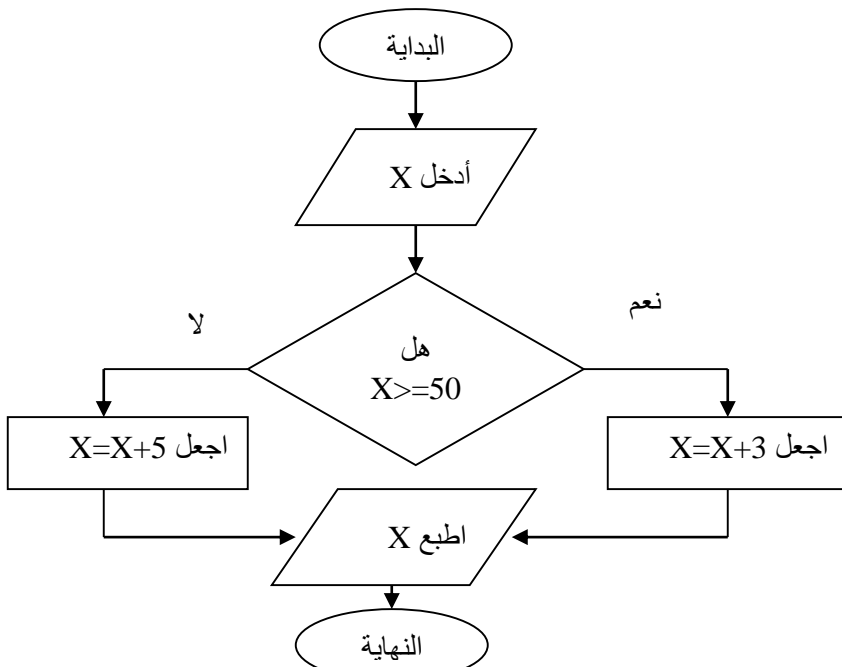 البداية
أدخل X
نعم
لا
هل
X>=50
اجعل X=X+3
اجعل X=X+5
اطبع X
النهاية